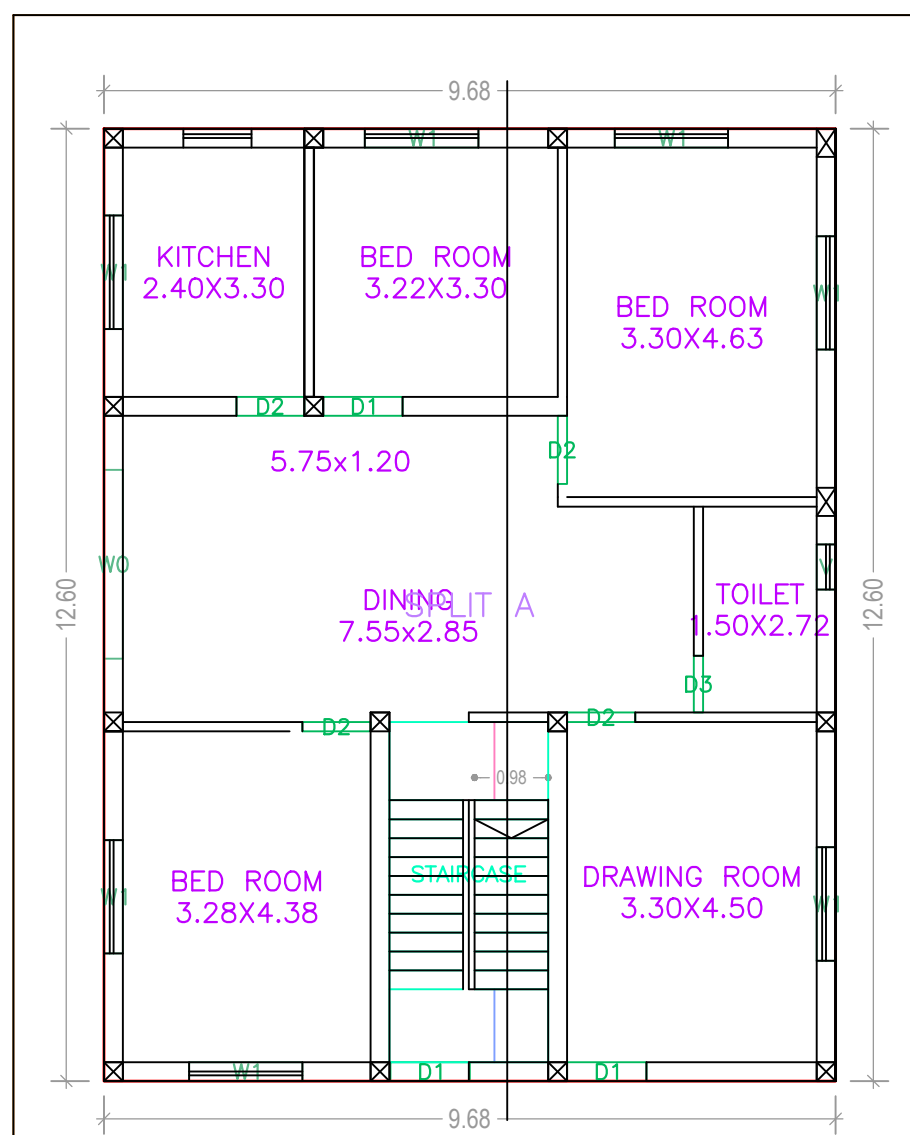 9.68
W1
W1
KITCHEN
2.40X3.30
BED ROOM
3.22X3.30
W1
BED ROOM
3.30X4.63
W1
D2
D1
D2
5.75x1.20
WO
V
12.60
12.60
DINING
7.55x2.85
SPLIT A
TOILET
1.50X2.72
D3
D2
D2
0.98
STAIRCASE
BED ROOM
3.28X4.38
W1
DRAWING ROOM
3.30X4.50
W1
W1
D1
D1
9.68